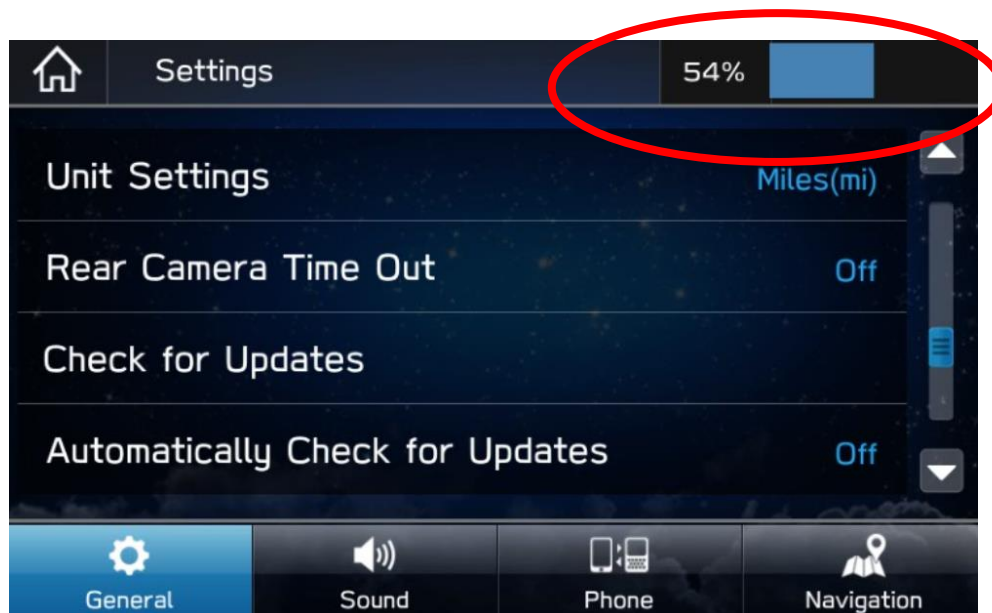 Settings
54%
Unit Settings
Miles(mi)
Rear Camera Time Out
Off
Check for Updates
Automatically Check for Updates
Off
General
Sound
Phone
Navigation